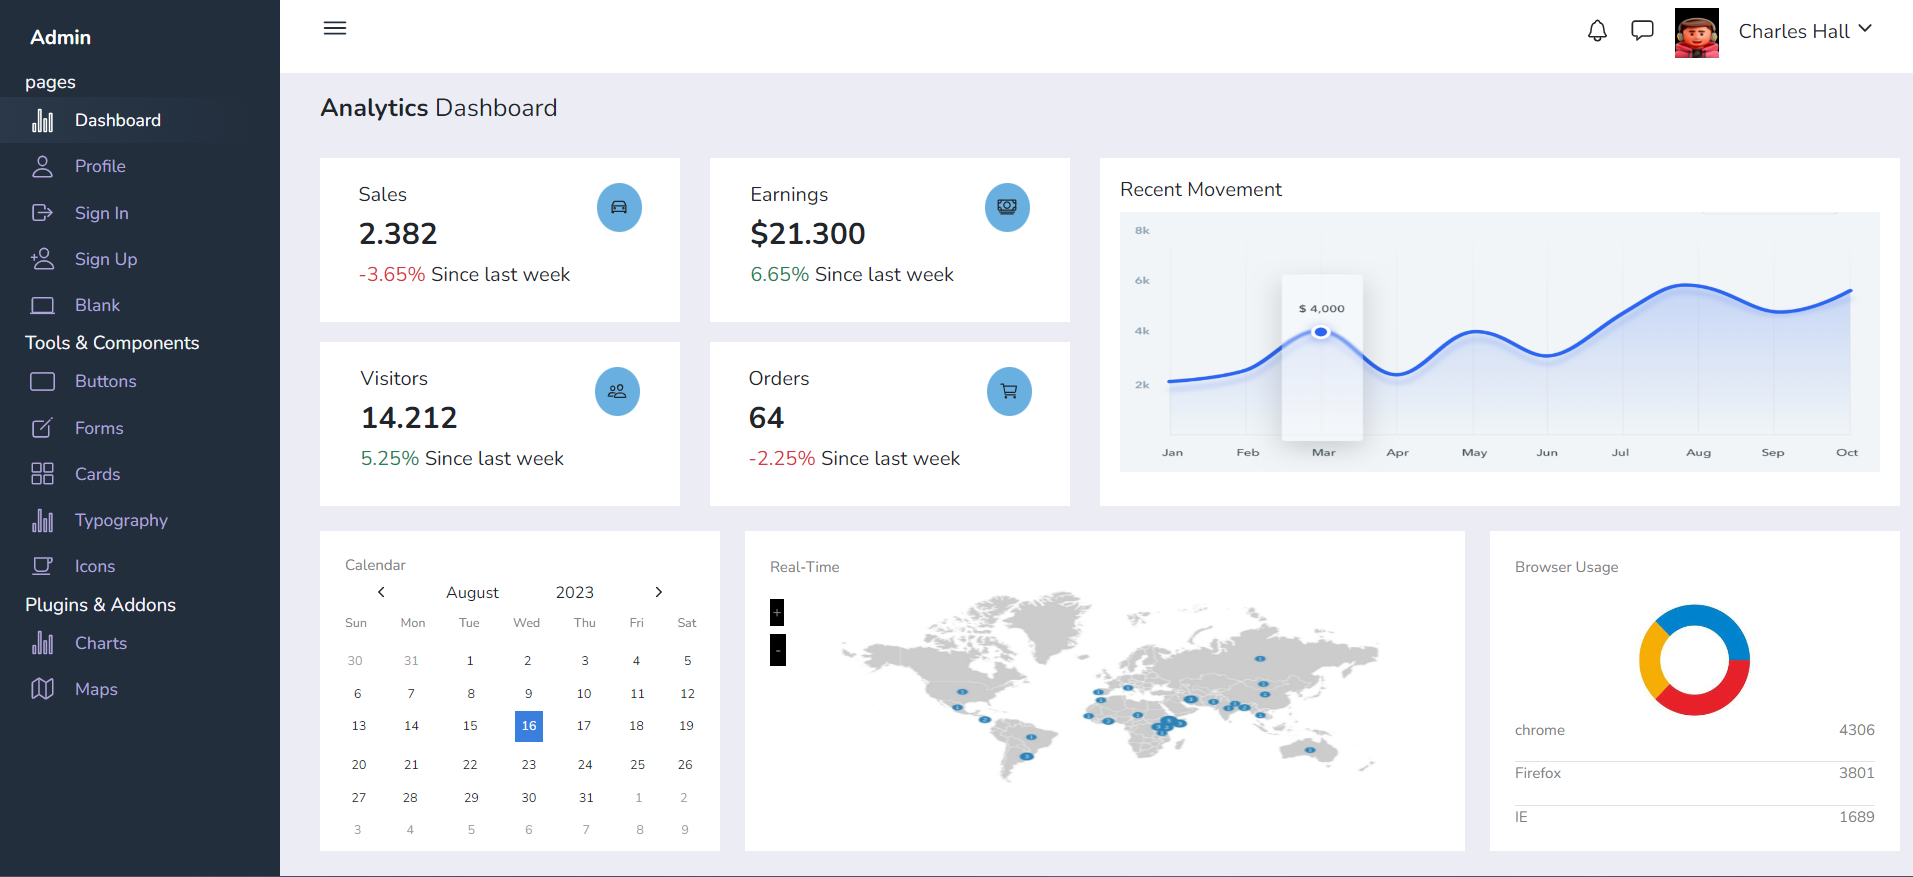 Admin
pages
Dashboard
Profile
Sign In
Sign Up
Blank
Tools & Components
Buttons
Forms
Cards
Typography
Icons
Plugins & Addons
Charts
Maps
Charles Hall
Analytics Dashboard
Sales
2.382
-3.65% Since last week
Earnings
$21.300
6.65% Since last week
Visitors
14.212
5.25% Since last week
Orders
64
-2.25% Since last week
Recent Movement
8k
6k
4k
2k
$ 4,000
Jan Feb Mar Apr May Jun Jul Aug Sep Oct
Calendar
August 2023
Sun Mon Tue Wed Thu Fri Sat
30 31 1 2 3 4 5
6 7 8 9 10 11 12
13 14 15 16 17 18 19
20 21 22 23 24 25 26
27 28 29 30 31 1 2
3 4 5 6 7 8 9
Real-Time
+
-
Browser Usage
chrome 4306
Firefox 3801
IE 1689